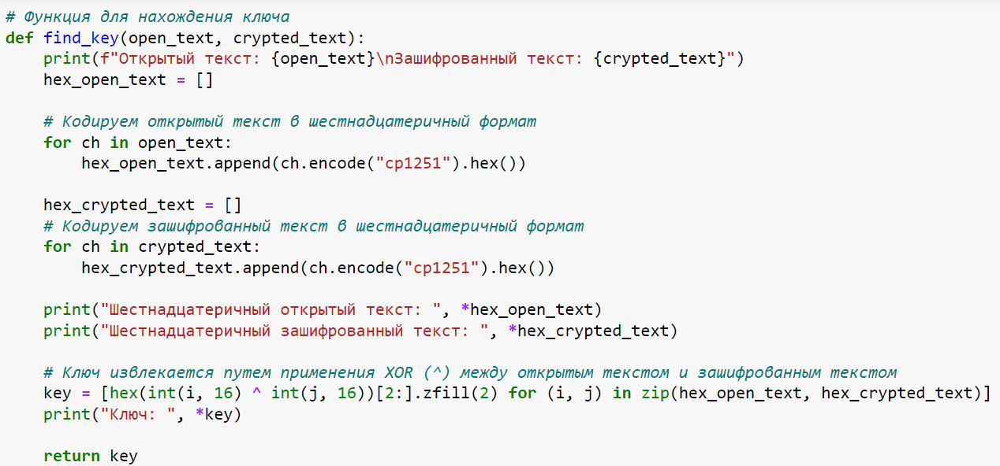 # Функция для нахождения ключа
def find_key(open_text, crypted_text):
    print(f"Открытый текст: {open_text}\nЗашифрованный текст: {crypted_text}")
    hex_open_text = []

    # Кодируем открытый текст в шестнадцатеричный формат
    for ch in open_text:
        hex_open_text.append(ch.encode("cp1251").hex())

    hex_crypted_text = []
    # Кодируем зашифрованный текст в шестнадцатеричный формат
    for ch in crypted_text:
        hex_crypted_text.append(ch.encode("cp1251").hex())

    print("Шестнадцатеричный открытый текст: ", *hex_open_text)
    print("Шестнадцатеричный зашифрованный текст: ", *hex_crypted_text)

    # Ключ извлекается путем применения XOR (^) между открытым текстом и зашифрованным текстом
    key = [hex(int(i, 16) ^ int(j, 16))[2:].zfill(2) for (i, j) in zip(hex_open_text, hex_crypted_text)]
    print("Ключ: ", *key)

    return key